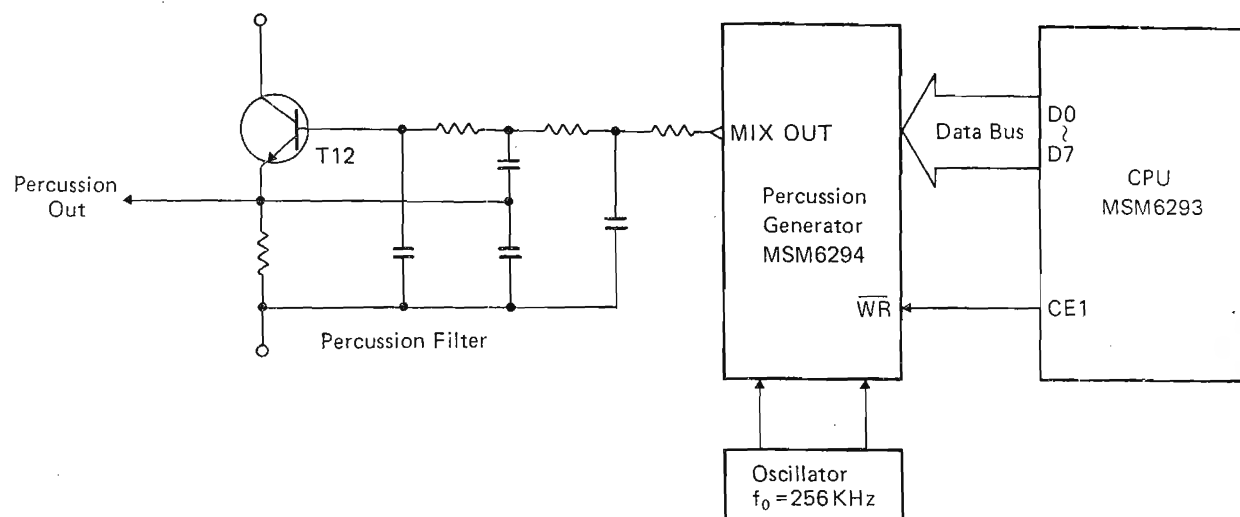 T12
Percussion
Out
Percussion Filter
MIX OUT
Percussion
Generator
MSM6294
WR
Data Bus
D0
~
D7
CPU
MSM6293
CE1
Oscillator
f₀ = 256 KHz